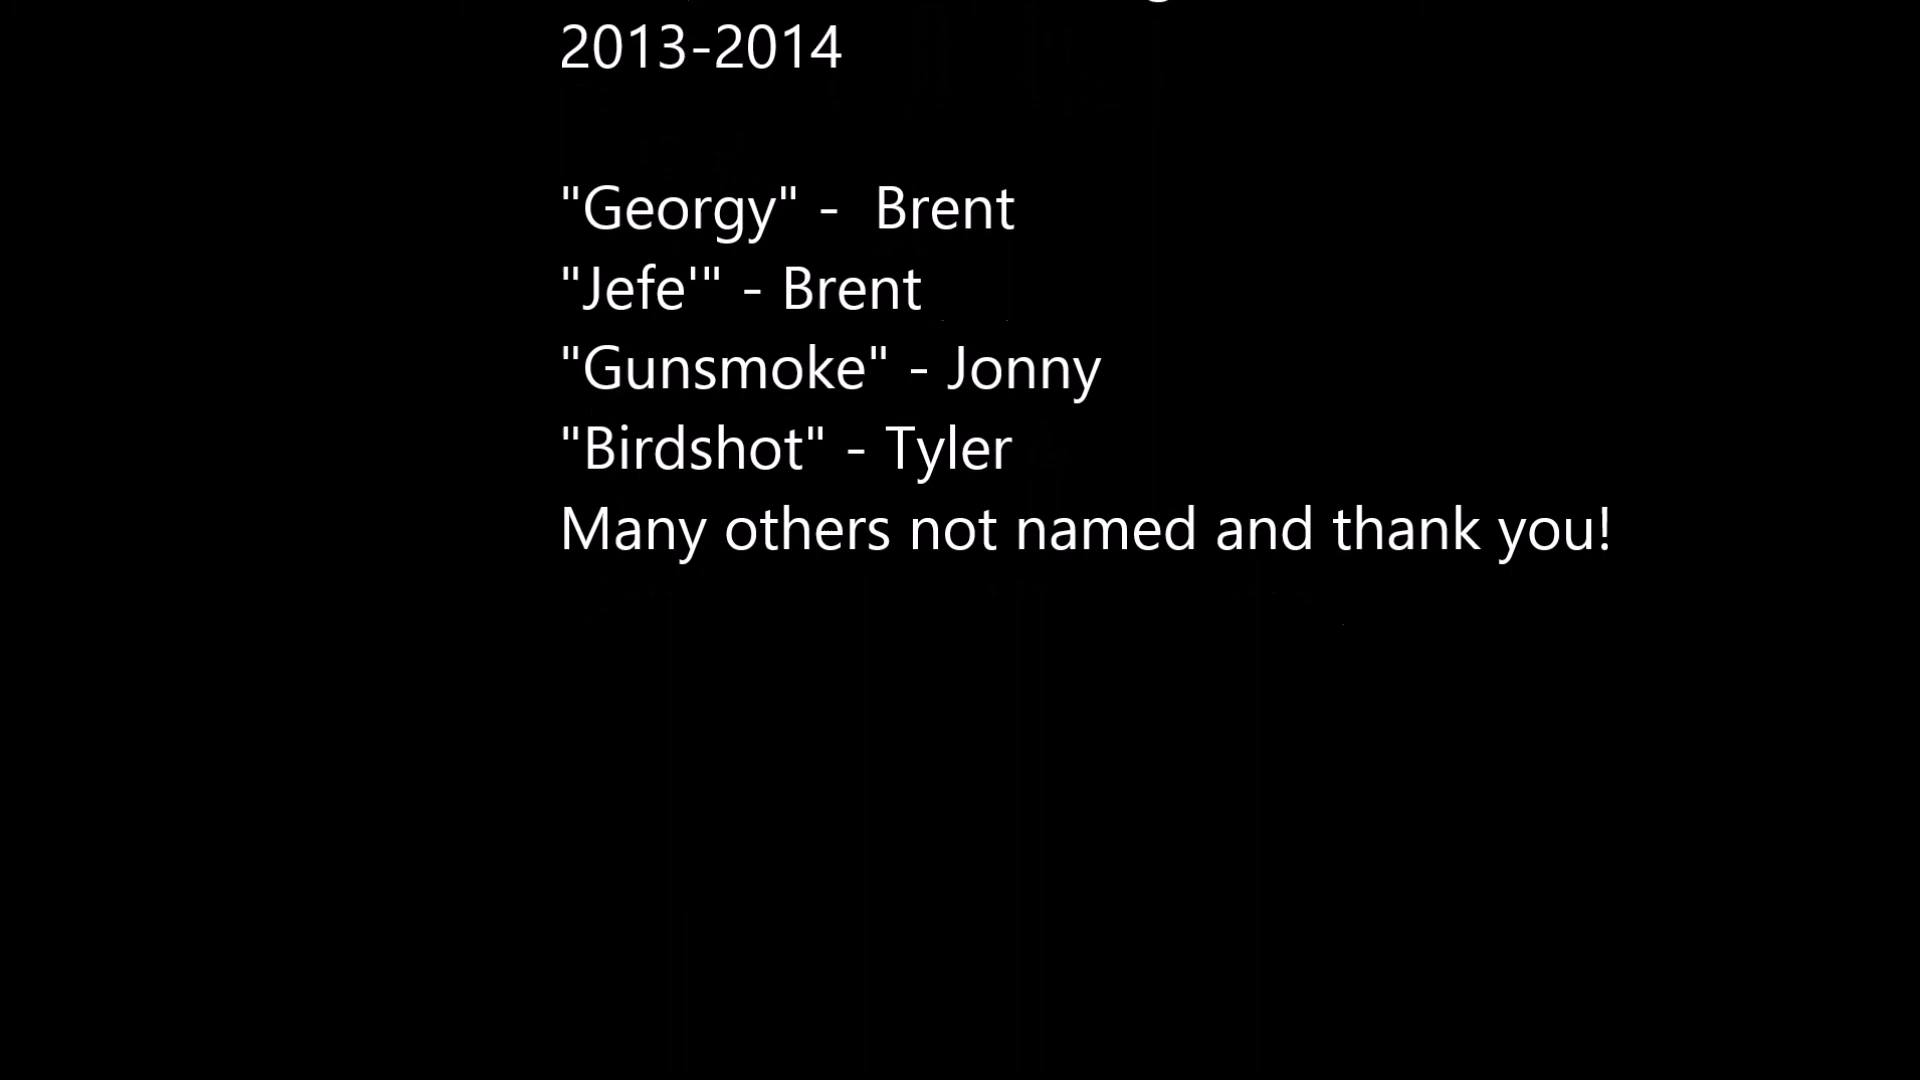 2013-2014
"Georgy" -  Brent
"Jefe'" - Brent
"Gunsmoke" - Jonny
"Birdshot" - Tyler
Many others not named and thank you!